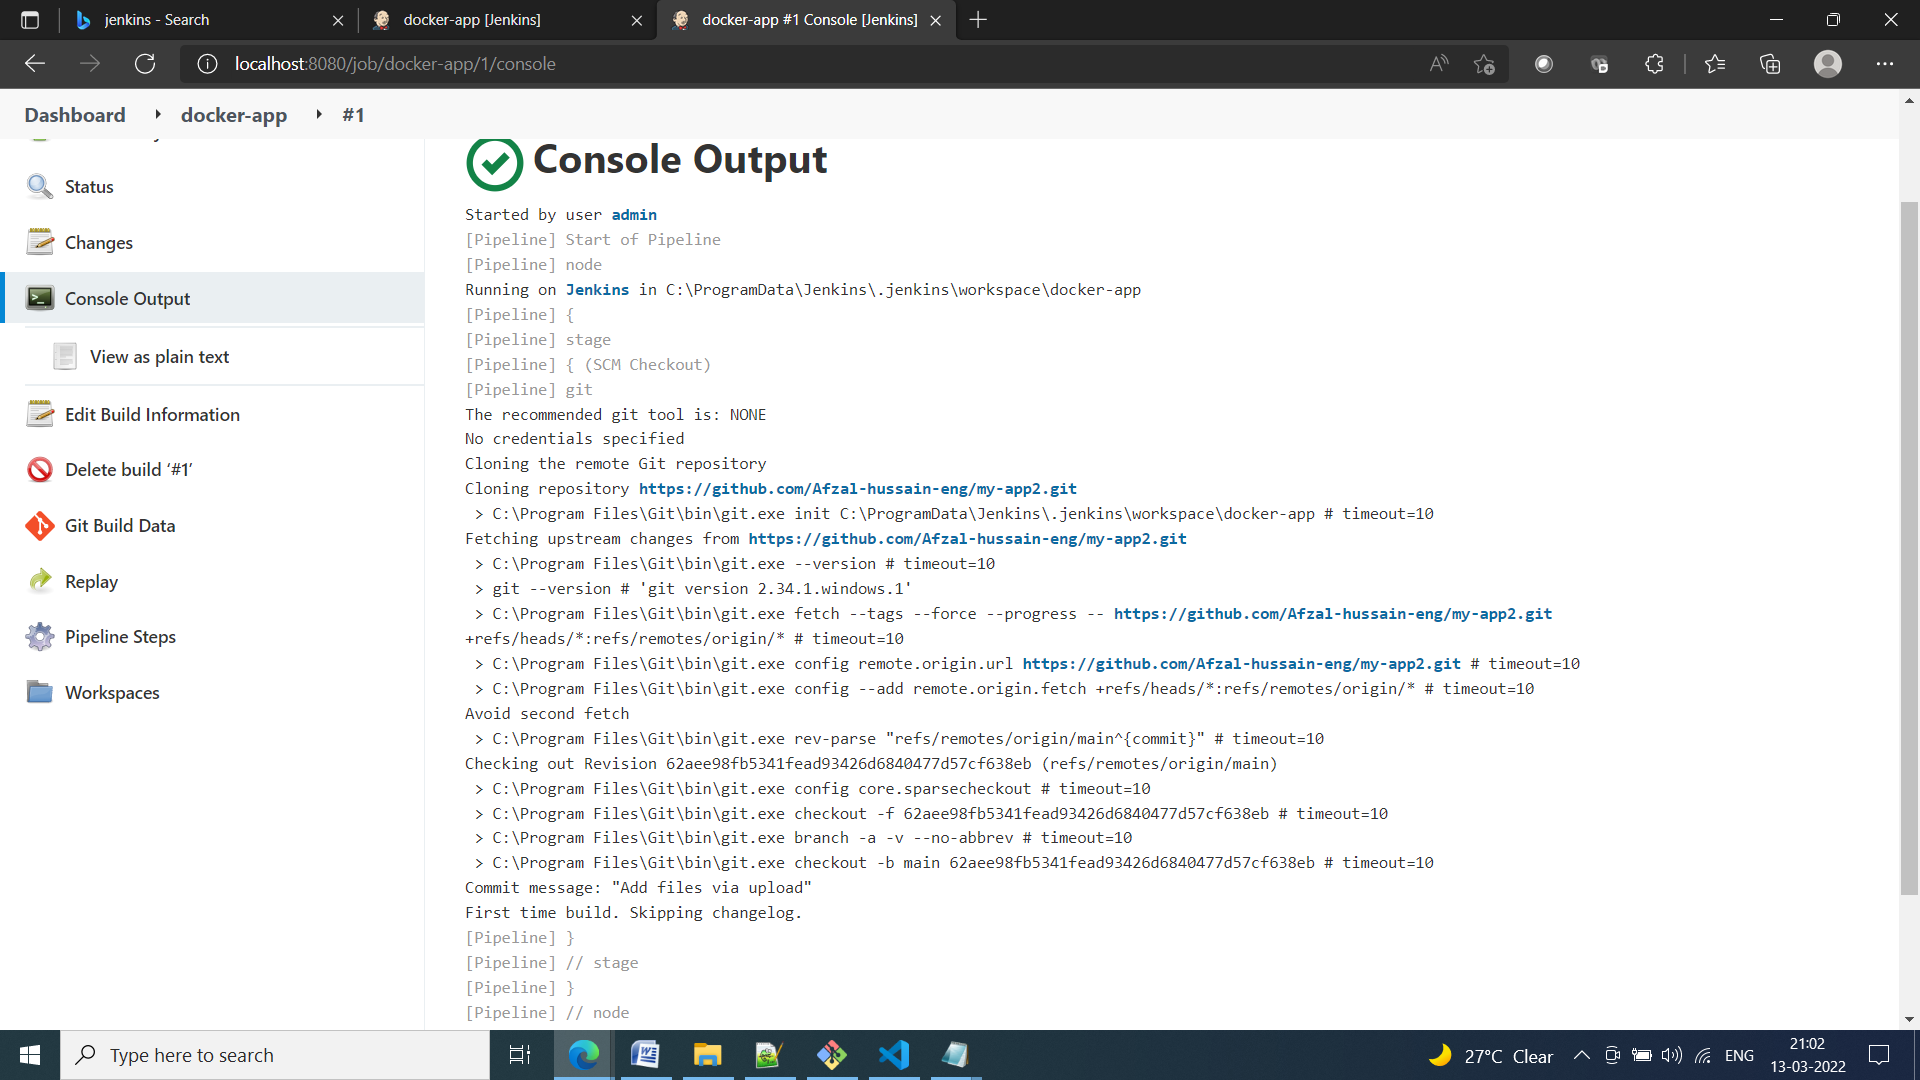 jenkins - Search
docker-app [Jenkins]
docker-app #1 Console [Jenkins]
localhost:8080/job/docker-app/1/console
Dashboard
docker-app
#1
Status
Changes
Console Output
View as plain text
Edit Build Information
Delete build ‘#1’
Git Build Data
Replay
Pipeline Steps
Workspaces
Console Output
Started by user admin
[Pipeline] Start of Pipeline
[Pipeline] node
Running on Jenkins in C:\ProgramData\Jenkins\.jenkins\workspace\docker-app
[Pipeline] {
[Pipeline] stage
[Pipeline] { (SCM Checkout)
[Pipeline] git
The recommended git tool is: NONE
No credentials specified
Cloning the remote Git repository
Cloning repository https://github.com/Afzal-hussain-eng/my-app2.git
 > C:\Program Files\Git\bin\git.exe init C:\ProgramData\Jenkins\.jenkins\workspace\docker-app # timeout=10
Fetching upstream changes from https://github.com/Afzal-hussain-eng/my-app2.git
 > C:\Program Files\Git\bin\git.exe --version # timeout=10
 > git --version # 'git version 2.34.1.windows.1'
 > C:\Program Files\Git\bin\git.exe fetch --tags --force --progress -- https://github.com/Afzal-hussain-eng/my-app2.git
+refs/heads/*:refs/remotes/origin/* # timeout=10
 > C:\Program Files\Git\bin\git.exe config remote.origin.url https://github.com/Afzal-hussain-eng/my-app2.git # timeout=10
 > C:\Program Files\Git\bin\git.exe config --add remote.origin.fetch +refs/heads/*:refs/remotes/origin/* # timeout=10
Avoid second fetch
 > C:\Program Files\Git\bin\git.exe rev-parse "refs/remotes/origin/main^{commit}" # timeout=10
Checking out Revision 62aee98fb5341fead93426d6840477d57cf638eb (refs/remotes/origin/main)
 > C:\Program Files\Git\bin\git.exe config core.sparsecheckout # timeout=10
 > C:\Program Files\Git\bin\git.exe checkout -f 62aee98fb5341fead93426d6840477d57cf638eb # timeout=10
 > C:\Program Files\Git\bin\git.exe branch -a -v --no-abbrev # timeout=10
 > C:\Program Files\Git\bin\git.exe checkout -b main 62aee98fb5341fead93426d6840477d57cf638eb # timeout=10
Commit message: "Add files via upload"
First time build. Skipping changelog.
[Pipeline] }
[Pipeline] // stage
[Pipeline] }
[Pipeline] // node
Type here to search
27°C Clear
ENG
21:02
13-03-2022